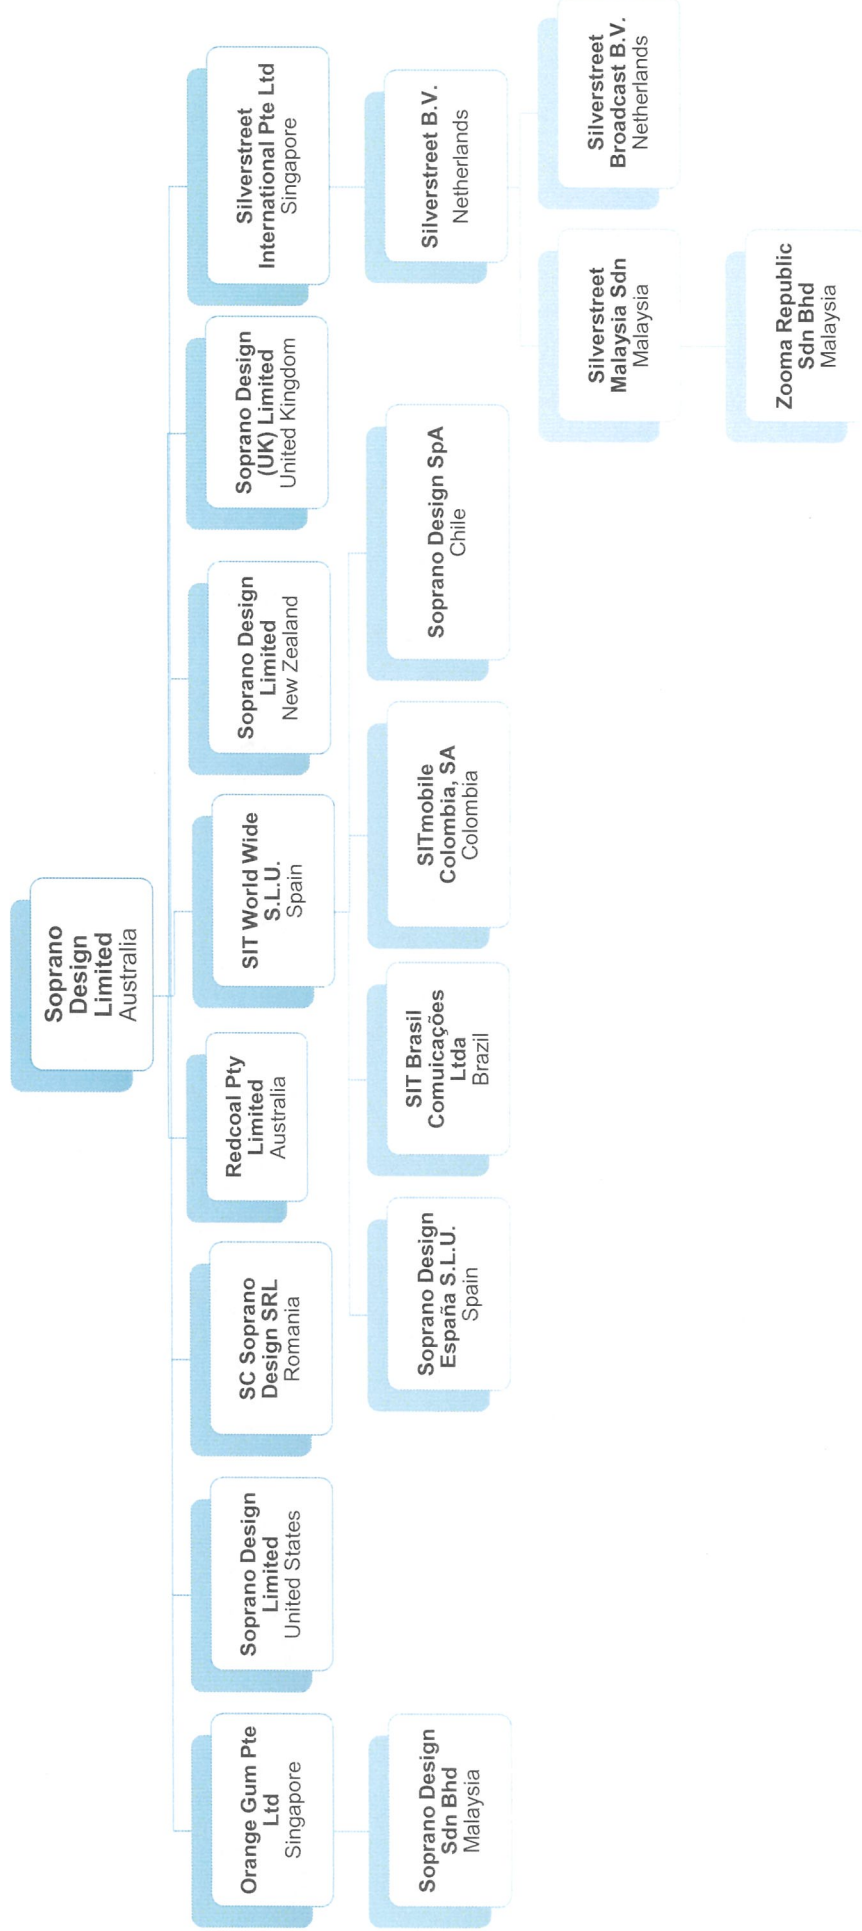 Soprano
Design
Limited
Australia
Orange Gum Pte
Ltd
Singapore
Soprano Design
Limited
United States
SC Soprano
Design SRL
Romania
Redcoal Pty
Limited
Australia
SIT World Wide
S.L.U.
Spain
Soprano Design
Limited
New Zealand
Soprano Design
(UK) Limited
United Kingdom
Silverstreet
International Pte Ltd
Singapore
Soprano Design
Sdn Bhd
Malaysia
Soprano Design
España S.L.U.
Spain
SIT Brasil
Comuicações
Ltda
Brazil
SITmobile
Colombia, SA
Colombia
Soprano Design SpA
Chile
Silverstreet B.V.
Netherlands
Silverstreet
Malaysia Sdn
Malaysia
Silverstreet
Broadcast B.V.
Netherlands
Zooma Republic
Sdn Bhd
Malaysia